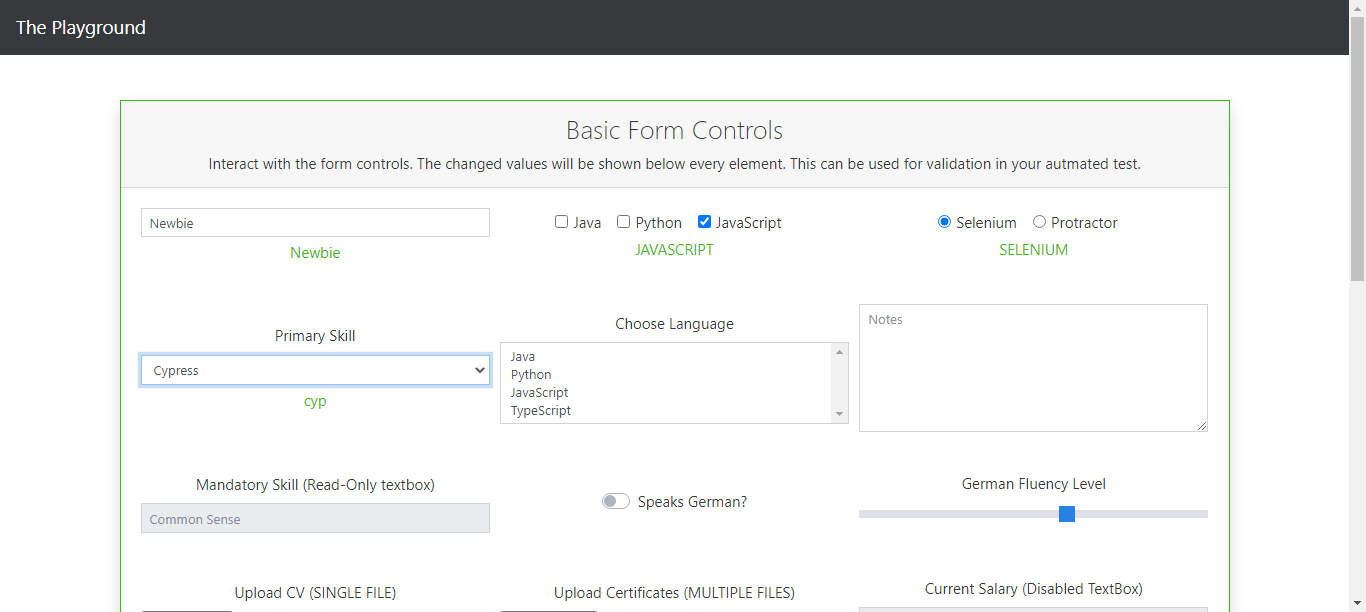 The Playground
Basic Form Controls
Interact with the form controls. The changed values will be shown below every element. This can be used for validation in your autmated test.
Newbie
Newbie
Java Python JavaScript
JAVASCRIPT
Selenium Protractor
SELENIUM
Primary Skill
Cypress
cyp
Choose Language
Java
Python
JavaScript
TypeScript
Notes
Mandatory Skill (Read-Only textbox)
Common Sense
Speaks German?
German Fluency Level
Upload CV (SINGLE FILE)
Upload Certificates (MULTIPLE FILES)
Current Salary (Disabled TextBox)